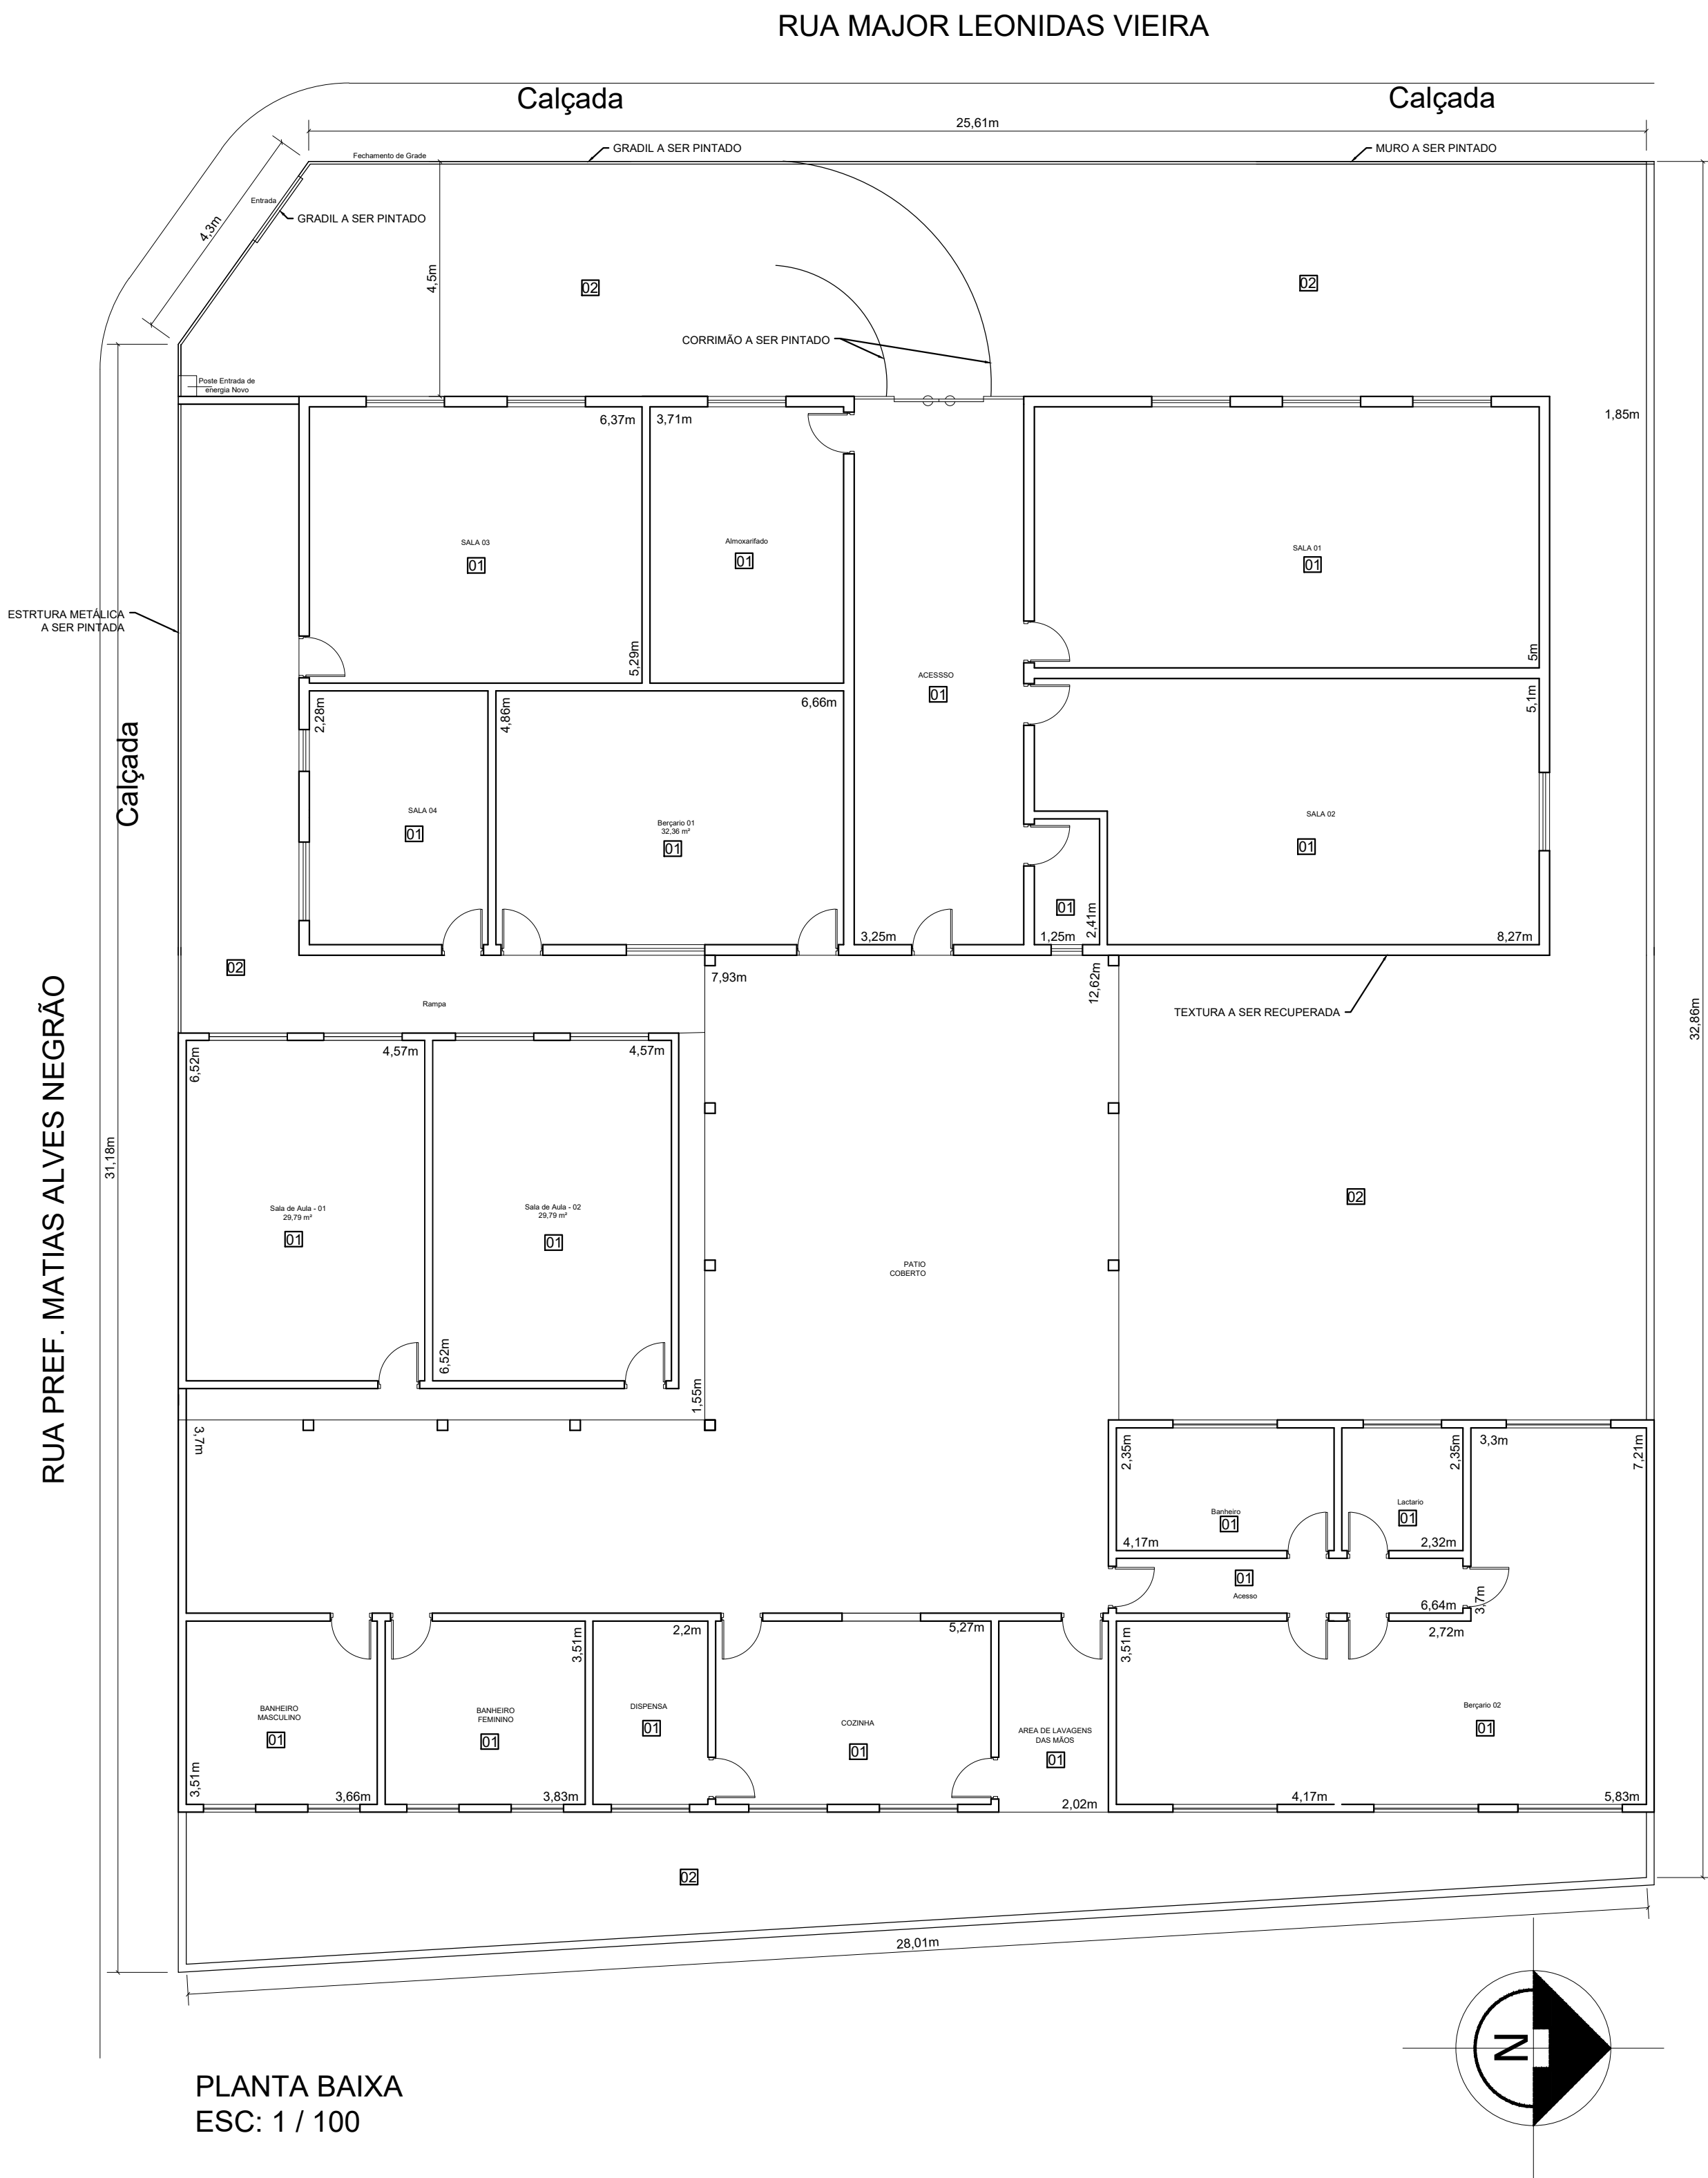 RUA MAJOR LEONIDAS VIEIRA
Calçada
Calçada
25,61m
Fechamento de Grade
GRADIL A SER PINTADO
MURO A SER PINTADO
Entrada
GRADIL A SER PINTADO
4,3m
4,5m
02
02
CORRIMÃO A SER PINTADO
Poste Entrada de
energia Novo
6,37m
3,71m
1,85m
SALA 03
01
Almoxarifado
01
SALA 01
01
ESTRTURA METÁLICA
A SER PINTADA
5,29m
5m
ACESSSO
01
2,28m
4,86m
6,66m
5,1m
Calçada
SALA 04
01
Berçario 01
32,36 m²
01
SALA 02
01
01
2,41m
3,25m
1,25m
8,27m
02
7,93m
12,62m
Rampa
TEXTURA A SER RECUPERADA
32,86m
RUA PREF. MATIAS ALVES NEGRÃO
31,18m
6,52m
4,57m
4,57m
Sala de Aula - 01
29,79 m²
01
Sala de Aula - 02
29,79 m²
01
02
PATIO
COBERTO
6,52m
1,55m
3,7m
2,35m
2,35m
3,3m
7,21m
Banheiro
01
Lactario
01
4,17m
2,32m
01
Acesso
6,64m
3,7m
3,51m
2,2m
5,27m
3,51m
2,72m
BANHEIRO
MASCULINO
01
BANHEIRO
FEMININO
01
DISPENSA
01
COZINHA
01
AREA DE LAVAGENS
DAS MÃOS
01
Berçario 02
01
3,51m
3,66m
3,83m
2,02m
4,17m
5,83m
02
28,01m
N
PLANTA BAIXA
ESC: 1 / 100